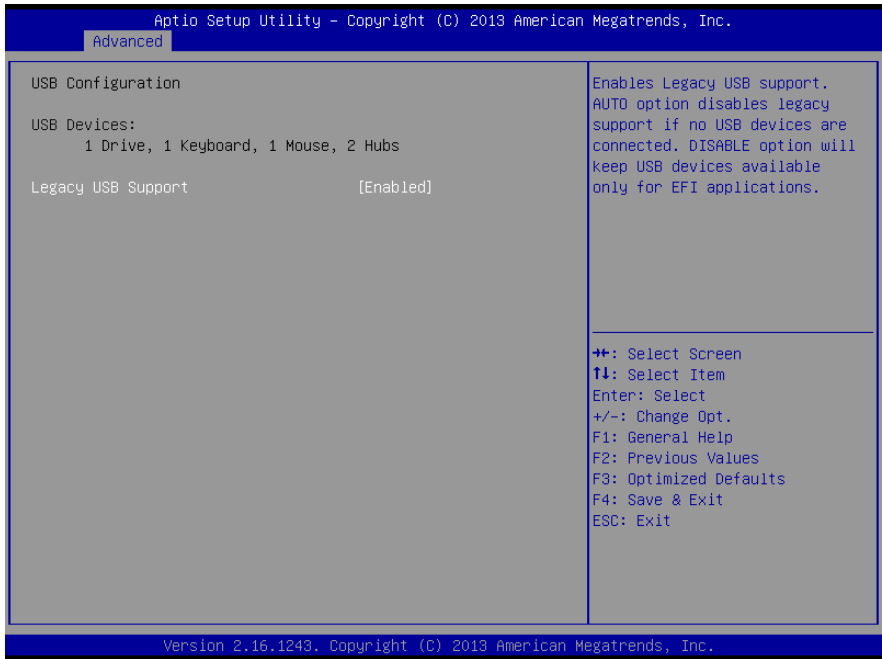 Aptio Setup Utility – Copyright (C) 2013 American Megatrends, Inc.
Advanced
USB Configuration
USB Devices:
1 Drive, 1 Keyboard, 1 Mouse, 2 Hubs
Legacy USB Support [Enabled]
Enables Legacy USB support.
AUTO option disables legacy
support if no USB devices are
connected. DISABLE option will
keep USB devices available
only for EFI applications.
→←: Select Screen
↑↓: Select Item
Enter: Select
+/-: Change Opt.
F1: General Help
F2: Previous Values
F3: Optimized Defaults
F4: Save & Exit
ESC: Exit
Version 2.16.1243. Copyright (C) 2013 American Megatrends, Inc.